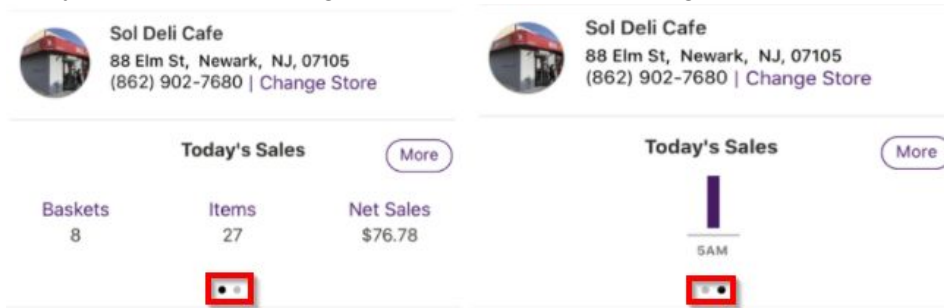 Sol Deli Cafe
88 Elm St, Newark, NJ, 07105
(862) 902-7680 | Change Store
Today's Sales
More
Baskets Items Net Sales
8 27 $76.78
Sol Deli Cafe
88 Elm St, Newark, NJ, 07105
(862) 902-7680 | Change Store
Today's Sales
More
5AM